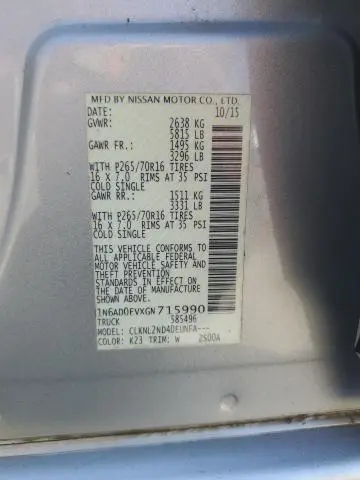 MFD BY NISSAN MOTOR CO., LTD.
DATE: 10/15
GVWR: 2638 KG
5815 LB
GAWR FR.: 1495 KG
3296 LB
WITH P265/70R16 TIRES
16 X 7.0 RIMS AT 35 PSI
COLD SINGLE
GAWR RR.: 1511 KG
3331 LB
WITH P265/70R16 TIRES
16 X 7.0 RIMS AT 35 PSI
COLD SINGLE
THIS VEHICLE CONFORMS TO
ALL APPLICABLE FEDERAL
MOTOR VEHICLE SAFETY AND
THEFT PREVENTION
STANDARDS IN EFFECT ON
THE DATE OF MANUFACTURE
SHOWN ABOVE.
1N6AD0EVXGN715990
TRUCK 585496
MODEL: CLKNL2ND4DEUNFA---
COLOR: K23 TRIM: W 2S00A